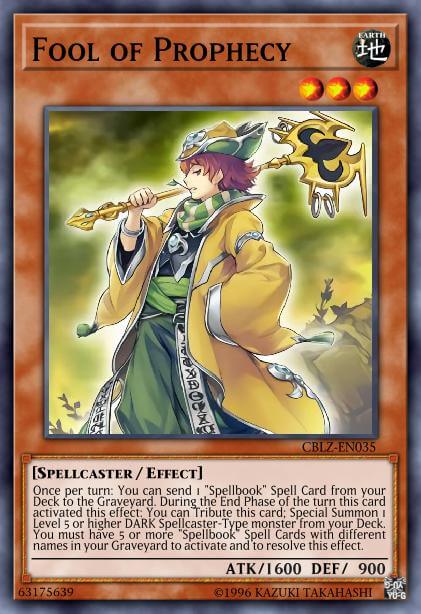 FOOL OF PROPHECY
EARTH
地
CBLZ-EN035
[SPELLCASTER / EFFECT]
Once per turn: You can send 1 "Spellbook" Spell Card from your
Deck to the Graveyard. During the End Phase of the turn this card
activated this effect: You can Tribute this card; Special Summon 1
Level 5 or higher DARK Spellcaster-Type monster from your Deck.
You must have 5 or more "Spellbook" Spell Cards with different
names in your Graveyard to activate and to resolve this effect.
ATK/1600 DEF/ 900
63175639
©1996 KAZUKI TAKAHASHI